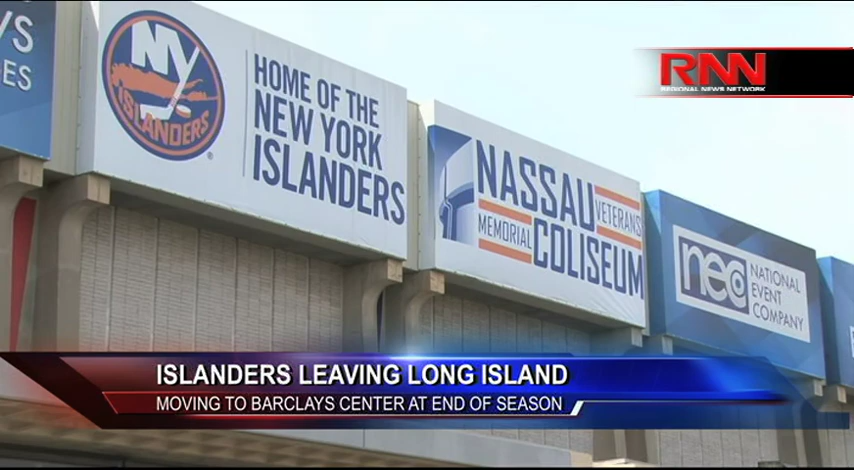 NY
ISLANDERS
HOME OF THE
NEW YORK
ISLANDERS
NASSAU
VETERANS
MEMORIAL
COLISEUM
nec
NATIONAL
EVENT
COMPANY
RNN
REGIONAL NEWS NETWORK
ISLANDERS LEAVING LONG ISLAND
MOVING TO BARCLAYS CENTER AT END OF SEASON